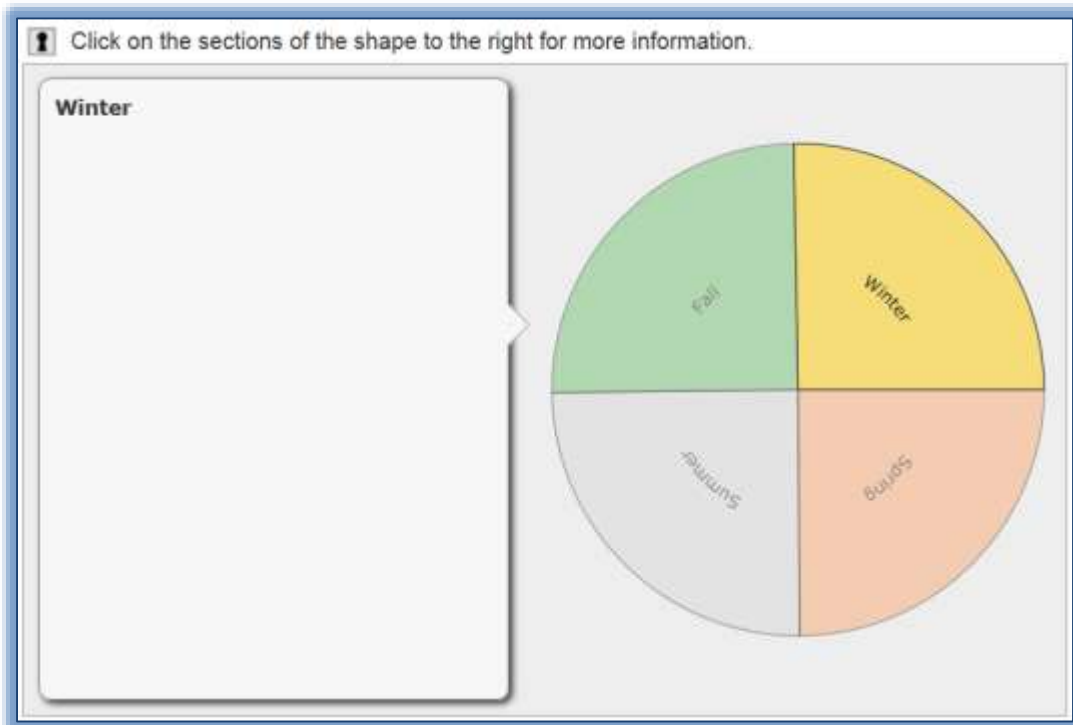 Click on the sections of the shape to the right for more information.
Winter
Fall
Winter
Summer
Spring